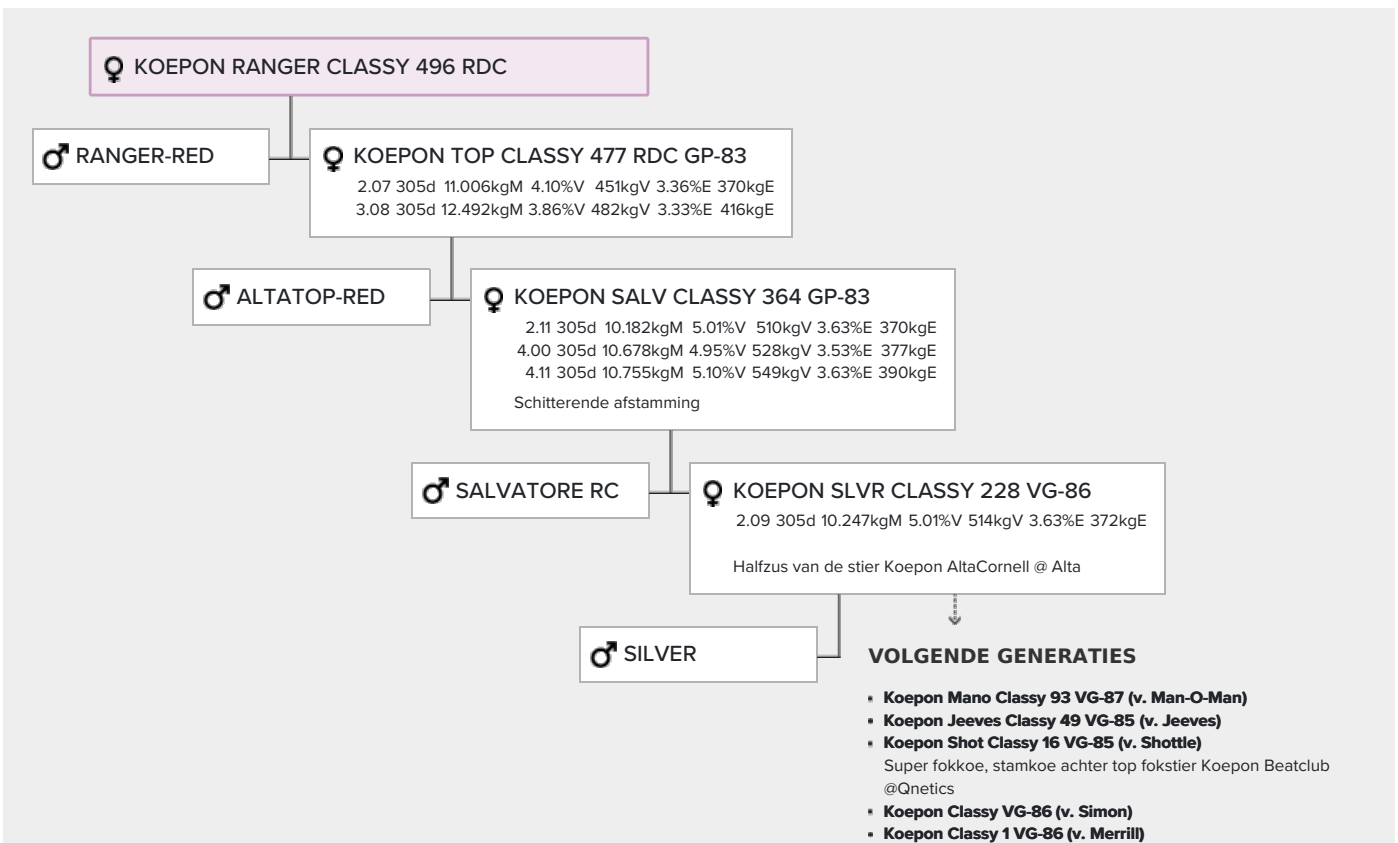 KOEPON RANGER CLASSY 496 RDC
RANGER-RED
KOEPON TOP CLASSY 477 RDC GP-83
2.07 305d 11.006kgM 4.10%V 451kgV 3.36%E 370kgE
3.08 305d 12.492kgM 3.86%V 482kgV 3.33%E 416kgE
ALTATOP-RED
KOEPON SALV CLASSY 364 GP-83
2.11 305d 10.182kgM 5.01%V 510kgV 3.63%E 370kgE
4.00 305d 10.678kgM 4.95%V 528kgV 3.53%E 377kgE
4.11 305d 10.755kgM 5.10%V 549kgV 3.63%E 390kgE
Schitterende afstamming
SALVATORE RC
KOEPON SLVR CLASSY 228 VG-86
2.09 305d 10.247kgM 5.01%V 514kgV 3.63%E 372kgE
Halfzus van de stier Koepon AltaCornell @ Alta
SILVER
VOLGENDE GENERATIES
Koepon Mano Classy 93 VG-87 (v. Man-O-Man)
Koepon Jeeves Classy 49 VG-85 (v. Jeeves)
Koepon Shot Classy 16 VG-85 (v. Shottle)
Super fokkoe, stamkoe achter top fokstier Koepon Beatclub
@Qnetics
Koepon Classy VG-86 (v. Simon)
Koepon Classy 1 VG-86 (v. Merrill)